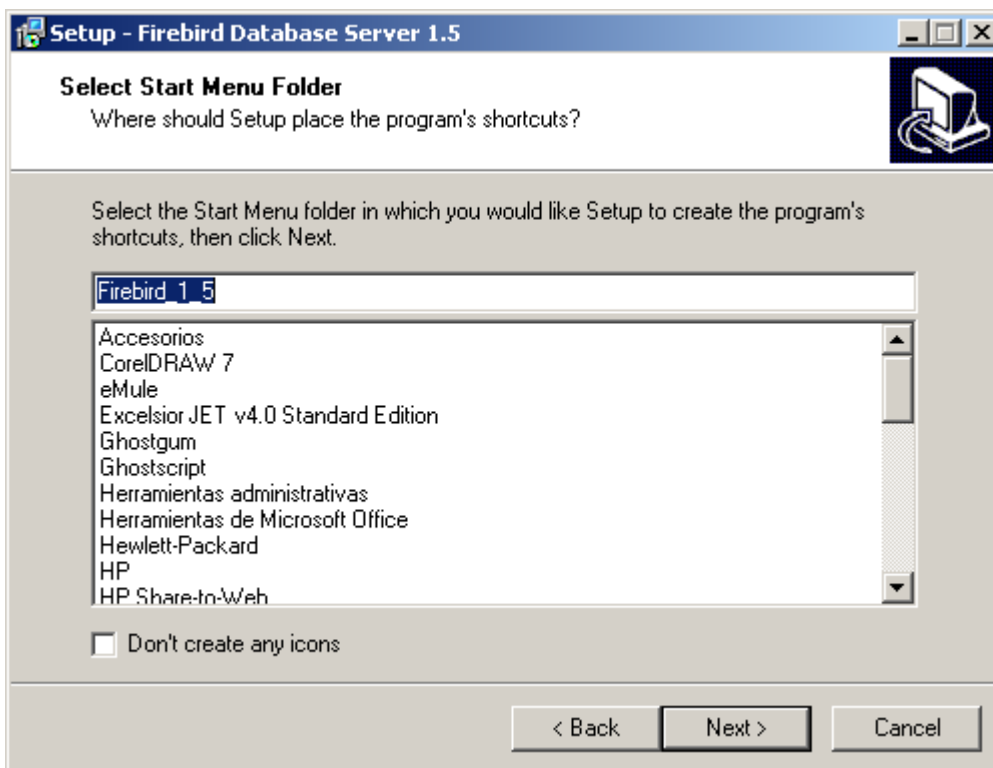 Setup - Firebird Database Server 1.5
Select Start Menu Folder
Where should Setup place the program's shortcuts?
Select the Start Menu folder in which you would like Setup to create the program's
shortcuts, then click Next.
Firebird_1_5
Accesorios
CorelDRAW 7
eMule
Excelsior JET v4.0 Standard Edition
Ghostgum
Ghostscript
Herramientas administrativas
Herramientas de Microsoft Office
Hewlett-Packard
HP
HP Share-to-Web
Don't create any icons
< Back Next > Cancel